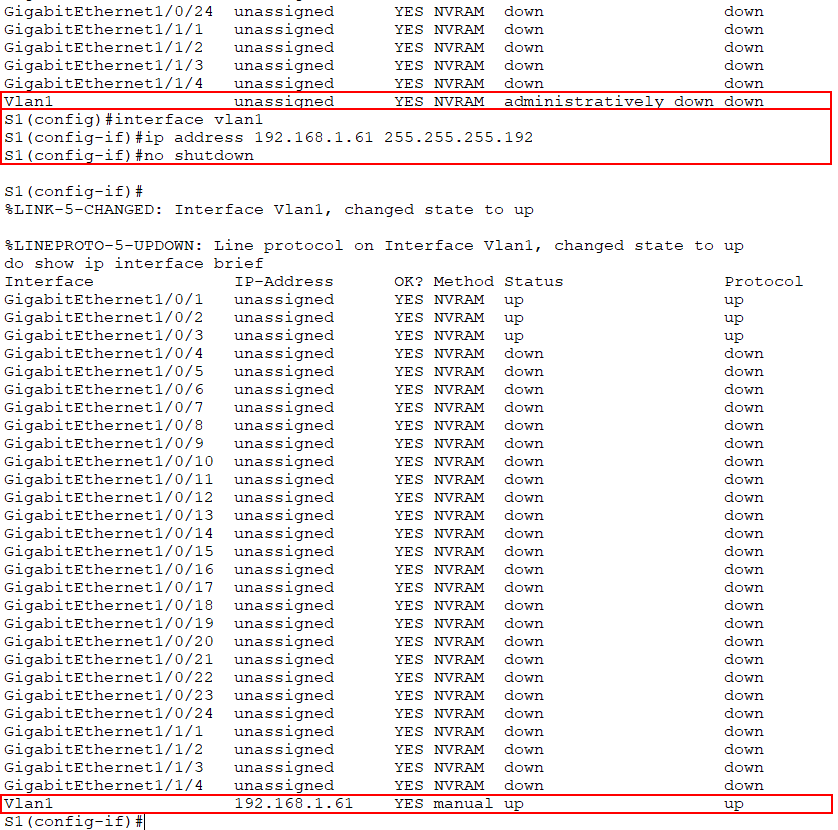 GigabitEthernet1/0/24  unassigned      YES NVRAM  down                  down
GigabitEthernet1/1/1   unassigned      YES NVRAM  down                  down
GigabitEthernet1/1/2   unassigned      YES NVRAM  down                  down
GigabitEthernet1/1/3   unassigned      YES NVRAM  down                  down
GigabitEthernet1/1/4   unassigned      YES NVRAM  down                  down
Vlan1                  unassigned      YES NVRAM  administratively down down
S1(config)#interface vlan1
S1(config-if)#ip address 192.168.1.61 255.255.255.192
S1(config-if)#no shutdown
S1(config-if)#
%LINK-5-CHANGED: Interface Vlan1, changed state to up
%LINEPROTO-5-UPDOWN: Line protocol on Interface Vlan1, changed state to up
do show ip interface brief
Interface              IP-Address      OK? Method Status                Protocol
GigabitEthernet1/0/1   unassigned      YES NVRAM  up                    up
GigabitEthernet1/0/2   unassigned      YES NVRAM  up                    up
GigabitEthernet1/0/3   unassigned      YES NVRAM  up                    up
GigabitEthernet1/0/4   unassigned      YES NVRAM  down                  down
GigabitEthernet1/0/5   unassigned      YES NVRAM  down                  down
GigabitEthernet1/0/6   unassigned      YES NVRAM  down                  down
GigabitEthernet1/0/7   unassigned      YES NVRAM  down                  down
GigabitEthernet1/0/8   unassigned      YES NVRAM  down                  down
GigabitEthernet1/0/9   unassigned      YES NVRAM  down                  down
GigabitEthernet1/0/10  unassigned      YES NVRAM  down                  down
GigabitEthernet1/0/11  unassigned      YES NVRAM  down                  down
GigabitEthernet1/0/12  unassigned      YES NVRAM  down                  down
GigabitEthernet1/0/13  unassigned      YES NVRAM  down                  down
GigabitEthernet1/0/14  unassigned      YES NVRAM  down                  down
GigabitEthernet1/0/15  unassigned      YES NVRAM  down                  down
GigabitEthernet1/0/16  unassigned      YES NVRAM  down                  down
GigabitEthernet1/0/17  unassigned      YES NVRAM  down                  down
GigabitEthernet1/0/18  unassigned      YES NVRAM  down                  down
GigabitEthernet1/0/19  unassigned      YES NVRAM  down                  down
GigabitEthernet1/0/20  unassigned      YES NVRAM  down                  down
GigabitEthernet1/0/21  unassigned      YES NVRAM  down                  down
GigabitEthernet1/0/22  unassigned      YES NVRAM  down                  down
GigabitEthernet1/0/23  unassigned      YES NVRAM  down                  down
GigabitEthernet1/0/24  unassigned      YES NVRAM  down                  down
GigabitEthernet1/1/1   unassigned      YES NVRAM  down                  down
GigabitEthernet1/1/2   unassigned      YES NVRAM  down                  down
GigabitEthernet1/1/3   unassigned      YES NVRAM  down                  down
GigabitEthernet1/1/4   unassigned      YES NVRAM  down                  down
Vlan1                  192.168.1.61    YES manual up                    up
S1(config-if)#